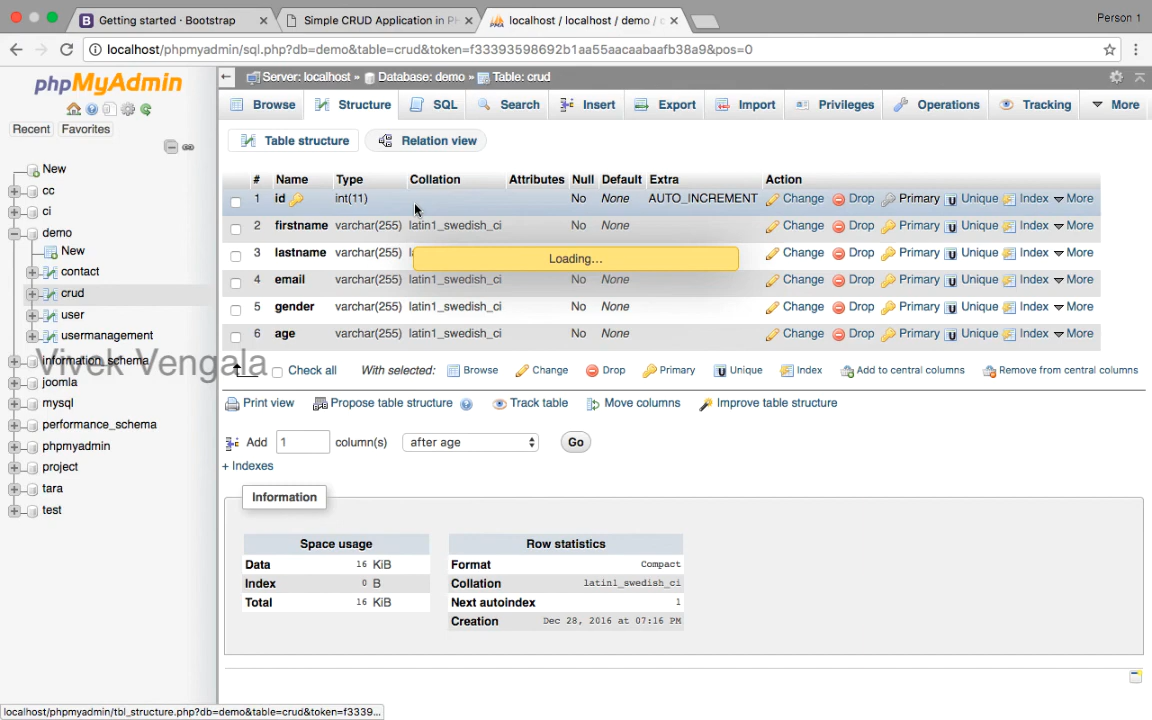 Getting started · Bootstrap
Simple CRUD Application in P
localhost / localhost / demo / c
Person 1
localhost/phpmyadmin/sql.php?db=demo&table=crud&token=f33393598692b1aa55aacaabaafb38a9&pos=0
phpMyAdmin
Recent Favorites
New
cc
ci
demo
New
contact
crud
user
usermanagement
information_schema
joomla
mysql
performance_schema
phpmyadmin
project
tara
test
Vivek Vengala
Server: localhost » Database: demo » Table: crud
Browse Structure SQL Search Insert Export Import Privileges Operations Tracking More
Table structure Relation view
# Name Type Collation Attributes Null Default Extra Action
1 id int(11) No None AUTO_INCREMENT Change Drop Primary Unique Index More
2 firstname varchar(255) latin1_swedish_ci No None Change Drop Primary Unique Index More
3 lastname varchar(255) No None Change Drop Primary Unique Index More
Loading...
4 email varchar(255) latin1_swedish_ci No None Change Drop Primary Unique Index More
5 gender varchar(255) latin1_swedish_ci No None Change Drop Primary Unique Index More
6 age varchar(255) latin1_swedish_ci No None Change Drop Primary Unique Index More
Check all With selected: Browse Change Drop Primary Unique Index Add to central columns Remove from central columns
Print view Propose table structure Track table Move columns Improve table structure
Add 1 column(s) after age Go
+ Indexes
Information
Space usage
Data 16 KiB
Index 0 B
Total 16 KiB
Row statistics
Format Compact
Collation latin1_swedish_ci
Next autoindex 1
Creation Dec 28, 2016 at 07:16 PM
localhost/phpmyadmin/tbl_structure.php?db=demo&table=crud&token=f3339...